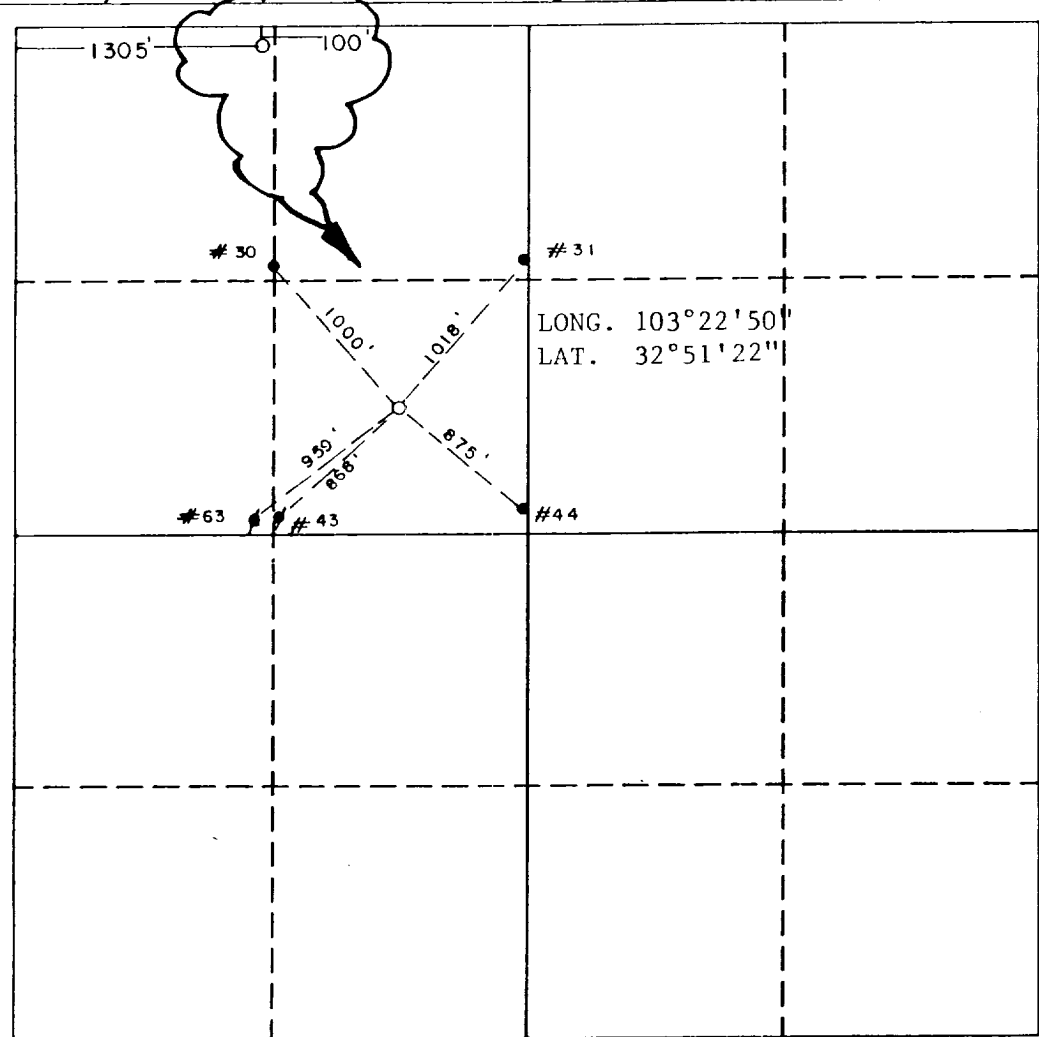 1305' 100'
#30 #31
1000' 1018'
LONG. 103°22'50"
LAT. 32°51'22"
959' 868' 875'
#63 #43 #44